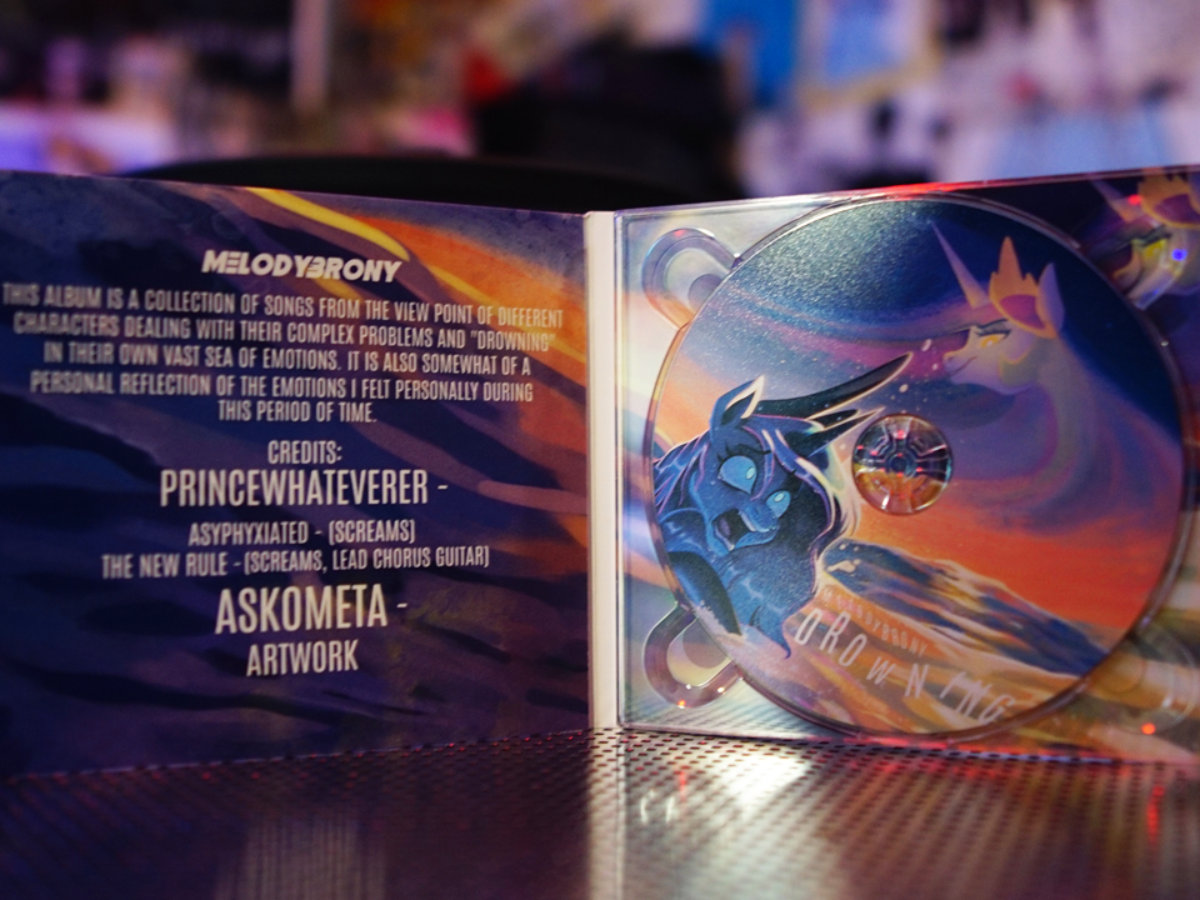 MELODYBRONY
THIS ALBUM IS A COLLECTION OF SONGS FROM THE VIEW POINT OF DIFFERENT
CHARACTERS DEALING WITH THEIR COMPLEX PROBLEMS AND "DROWNING"
IN THEIR OWN VAST SEA OF EMOTIONS. IT IS ALSO SOMEWHAT OF A
PERSONAL REFLECTION OF THE EMOTIONS I FELT PERSONALLY DURING
THIS PERIOD OF TIME.
CREDITS:
PRINCEWHATEVERER -
ASYPHYXIATED - (SCREAMS)
THE NEW RULE - (SCREAMS, LEAD CHORUS GUITAR)
ASKOMETA -
ARTWORK
MELODYBRONY
DROWNING